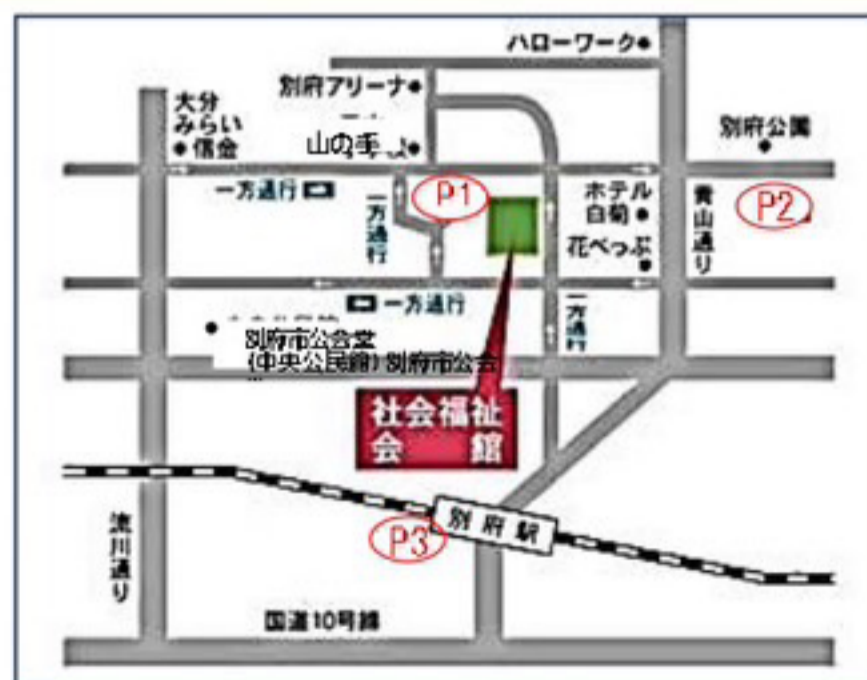 ハローワーク
別府アリーナ
大分
みらい
信金
山の手
別府公園
一方通行
一方通行
P1
ホテル
白菊
花べっぷ
青山通り
P2
一方通行
一方通行
別府市公会堂
(中央公民館) 別府市公会
社会福祉
会館
別府駅
P3
流川通り
国道10号線